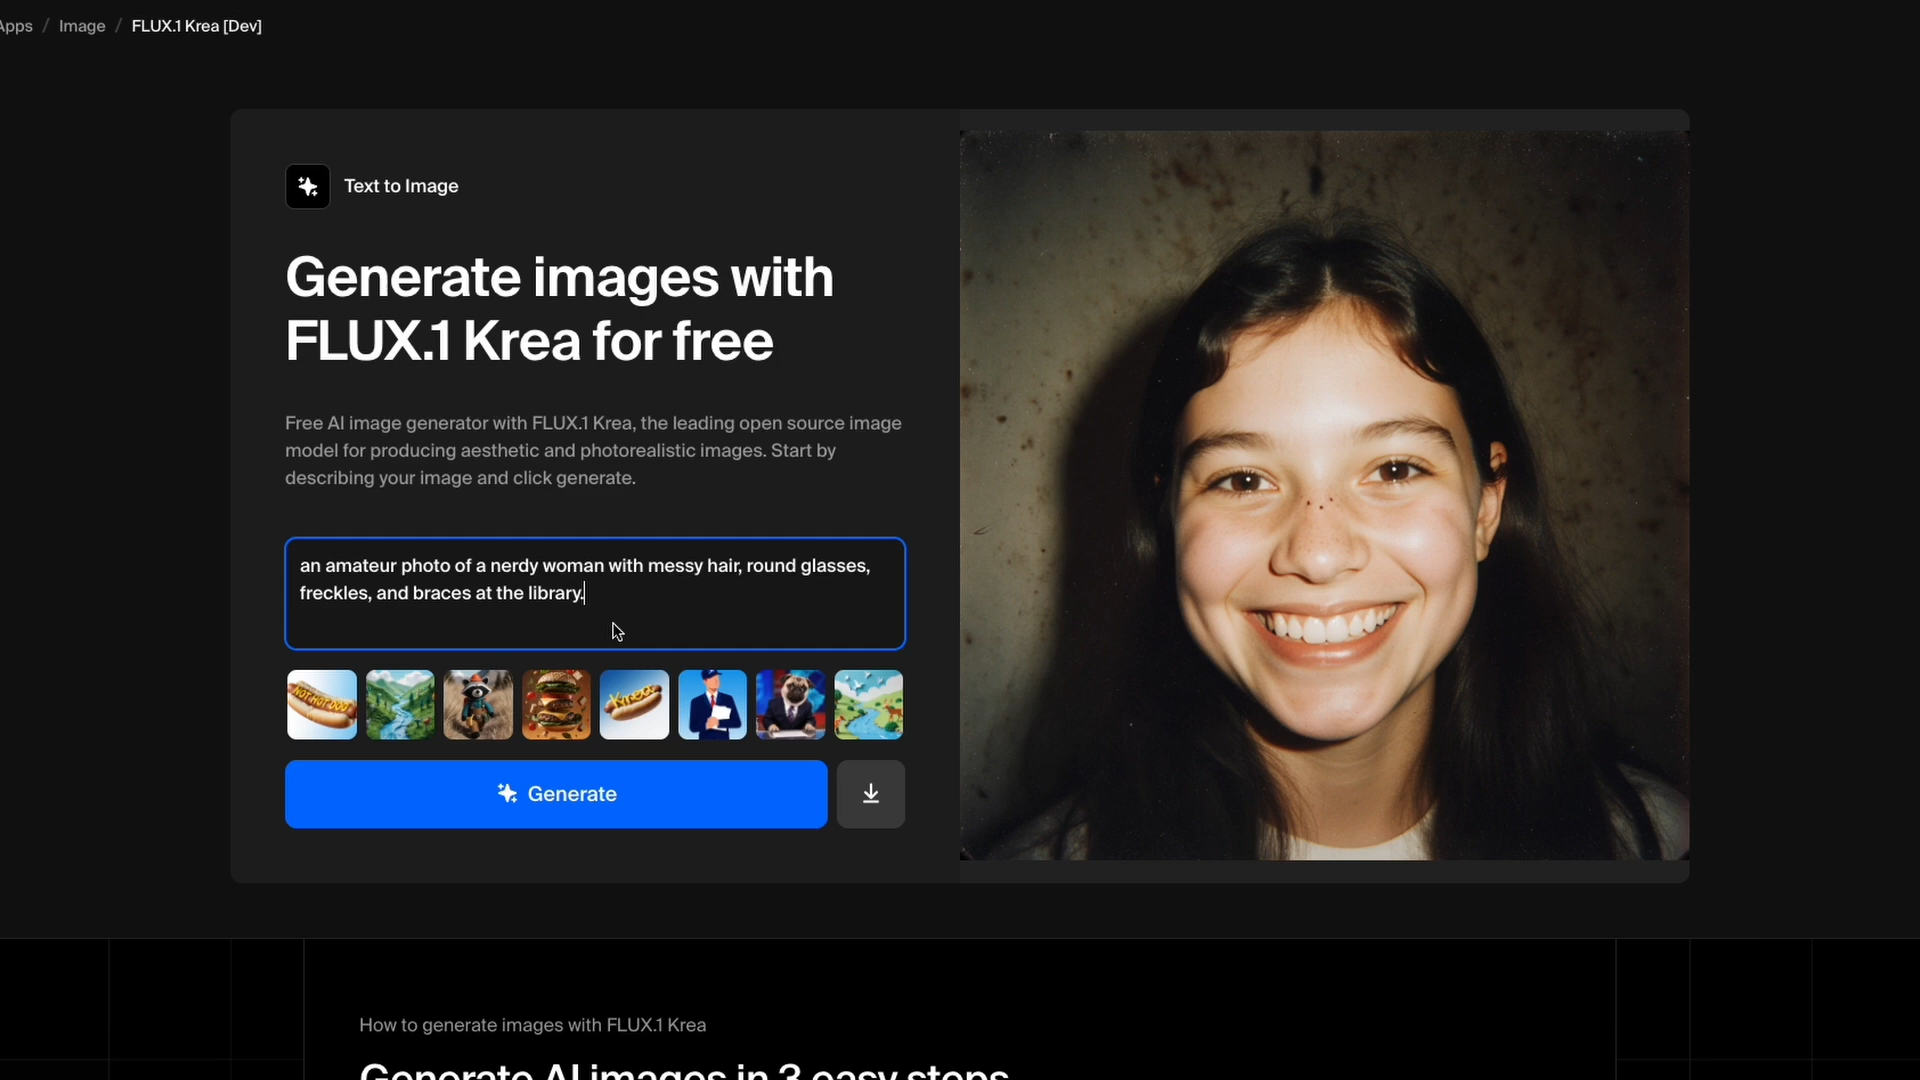 Apps / Image / FLUX.1 Krea [Dev]
Text to Image
Generate images with
FLUX.1 Krea for free
Free AI image generator with FLUX.1 Krea, the leading open source image
model for producing aesthetic and photorealistic images. Start by
describing your image and click generate.
an amateur photo of a nerdy woman with messy hair, round glasses,
freckles, and braces at the library.
NOT HOT DOG
Generate
How to generate images with FLUX.1 Krea
Generate AI images in 3 easy steps